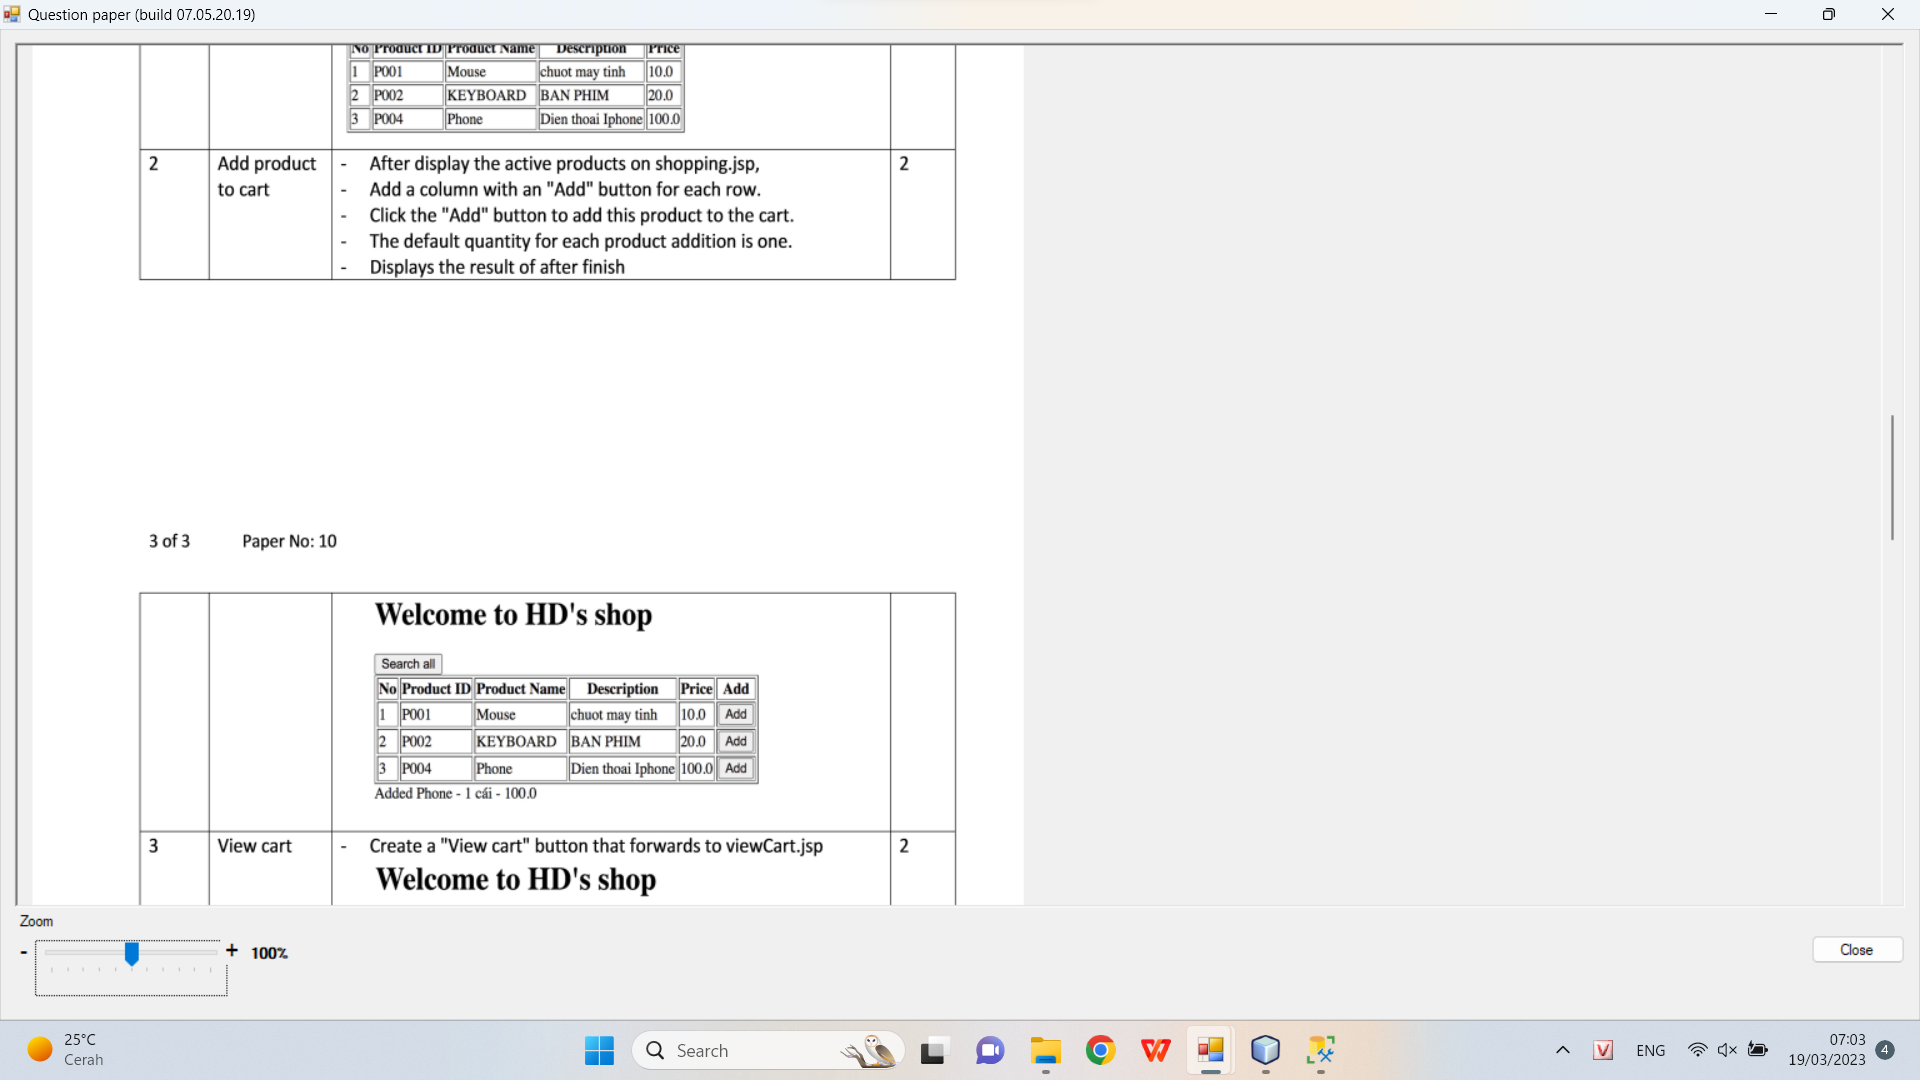 Question paper (build 07.05.20.19)
No Product ID Product Name Description Price
1 P001 Mouse chuot may tinh 10.0
2 P002 KEYBOARD BAN PHIM 20.0
3 P004 Phone Dien thoai Iphone 100.0
2 Add product to cart 2
- After display the active products on shopping.jsp,
- Add a column with an "Add" button for each row.
- Click the "Add" button to add this product to the cart.
- The default quantity for each product addition is one.
- Displays the result of after finish
3 of 3 Paper No: 10
Welcome to HD's shop
Search all
No Product ID Product Name Description Price Add
1 P001 Mouse chuot may tinh 10.0 Add
2 P002 KEYBOARD BAN PHIM 20.0 Add
3 P004 Phone Dien thoai Iphone 100.0 Add
Added Phone - 1 cái - 100.0
3 View cart - Create a "View cart" button that forwards to viewCart.jsp 2
Welcome to HD's shop
Zoom
- + 100%
Close
25°C
Cerah
Search
V
ENG
07:03
19/03/2023
4